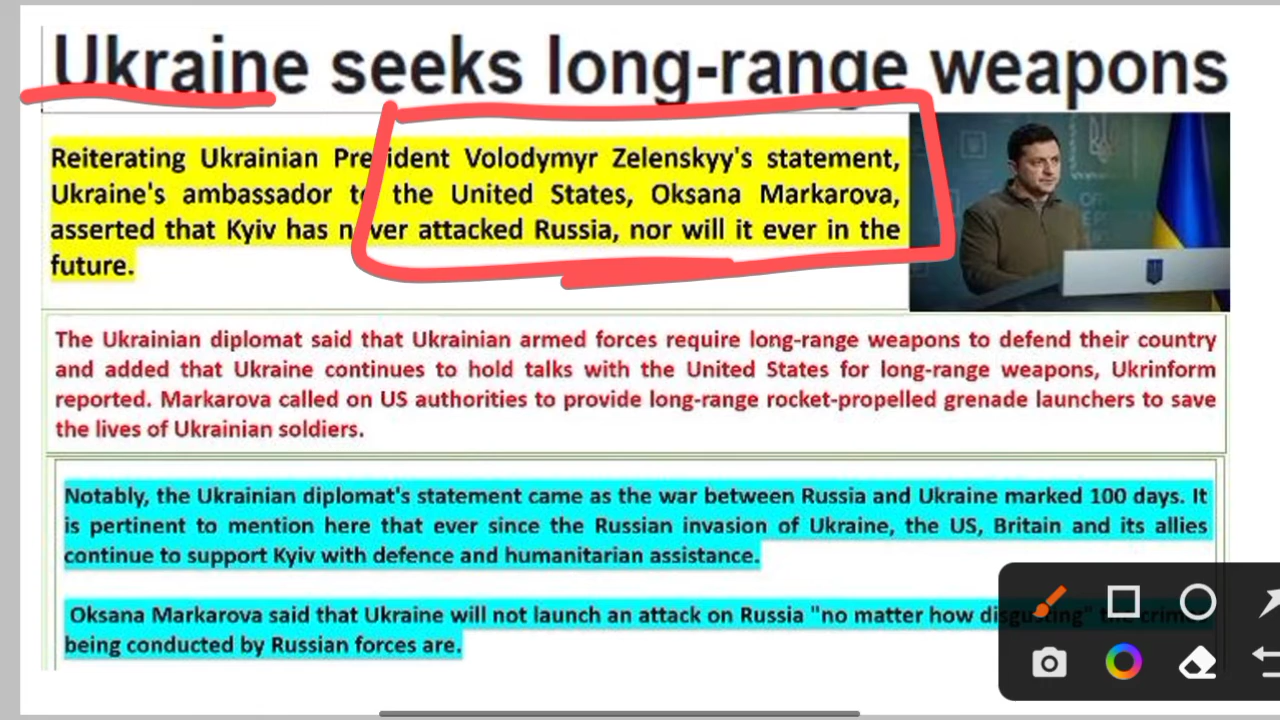 Ukraine seeks long-range weapons
Reiterating Ukrainian President Volodymyr Zelenskyy's statement,
Ukraine's ambassador to the United States, Oksana Markarova,
asserted that Kyiv has never attacked Russia, nor will it ever in the
future.
The Ukrainian diplomat said that Ukrainian armed forces require long-range weapons to defend their country
and added that Ukraine continues to hold talks with the United States for long-range weapons, Ukrinform
reported. Markarova called on US authorities to provide long-range rocket-propelled grenade launchers to save
the lives of Ukrainian soldiers.
Notably, the Ukrainian diplomat's statement came as the war between Russia and Ukraine marked 100 days. It
is pertinent to mention here that ever since the Russian invasion of Ukraine, the US, Britain and its allies
continue to support Kyiv with defence and humanitarian assistance.
Oksana Markarova said that Ukraine will not launch an attack on Russia "no matter how disgusting" the crimes
being conducted by Russian forces are.